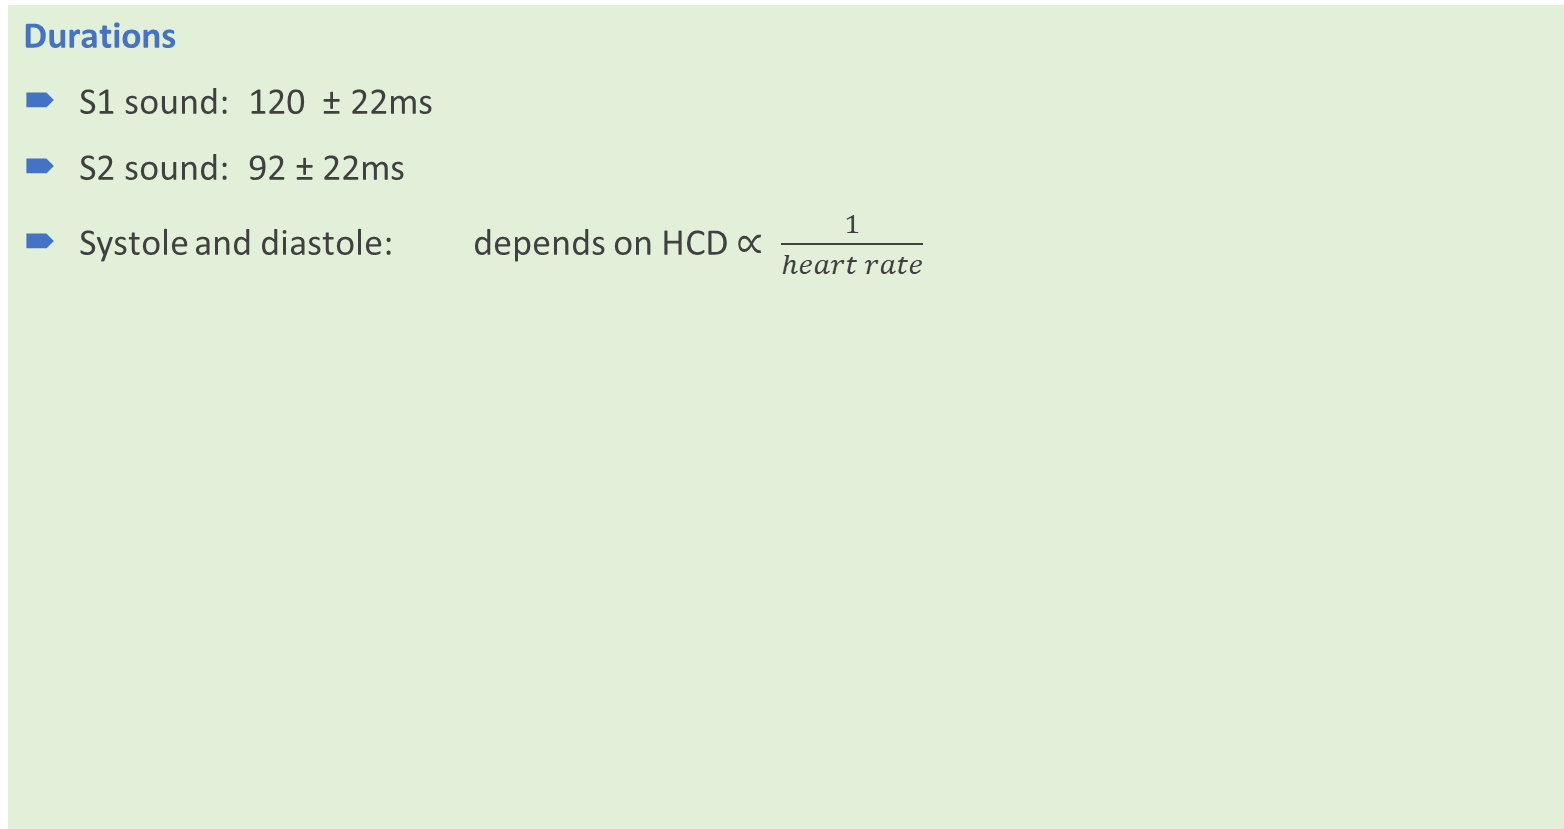 Durations
S1 sound: 120 ± 22ms
S2 sound: 92 ± 22ms
Systole and diastole: depends on HCD ∝ 1/heart rate